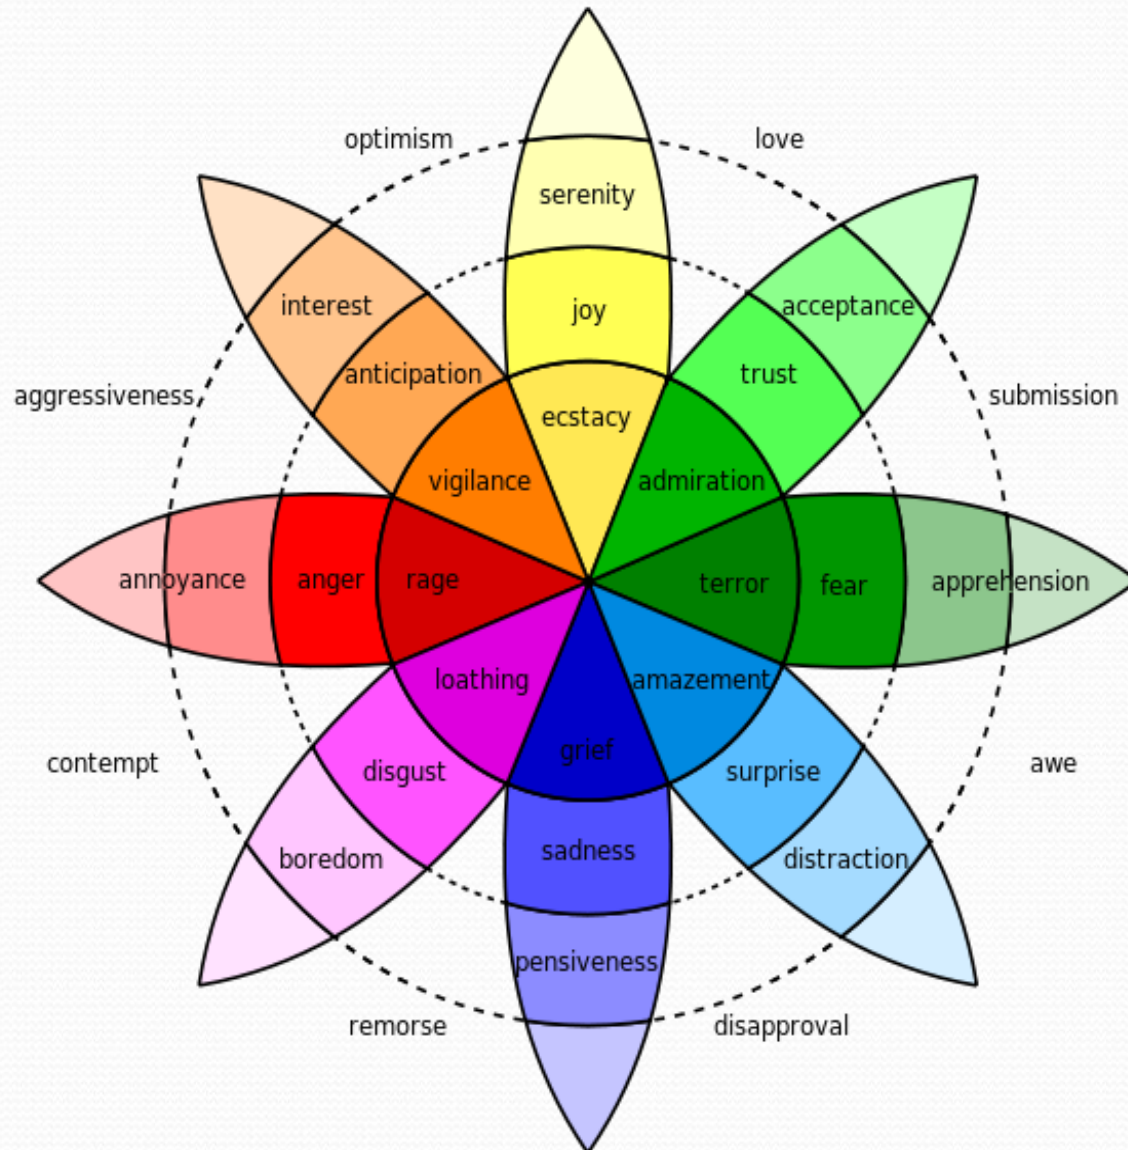 optimism
love
serenity
interest
acceptance
joy
anticipation
trust
aggressiveness
submission
ecstacy
vigilance
admiration
annoyance
anger
rage
terror
fear
apprehension
loathing
amazement
grief
contempt
awe
disgust
surprise
sadness
boredom
distraction
pensiveness
remorse
disapproval